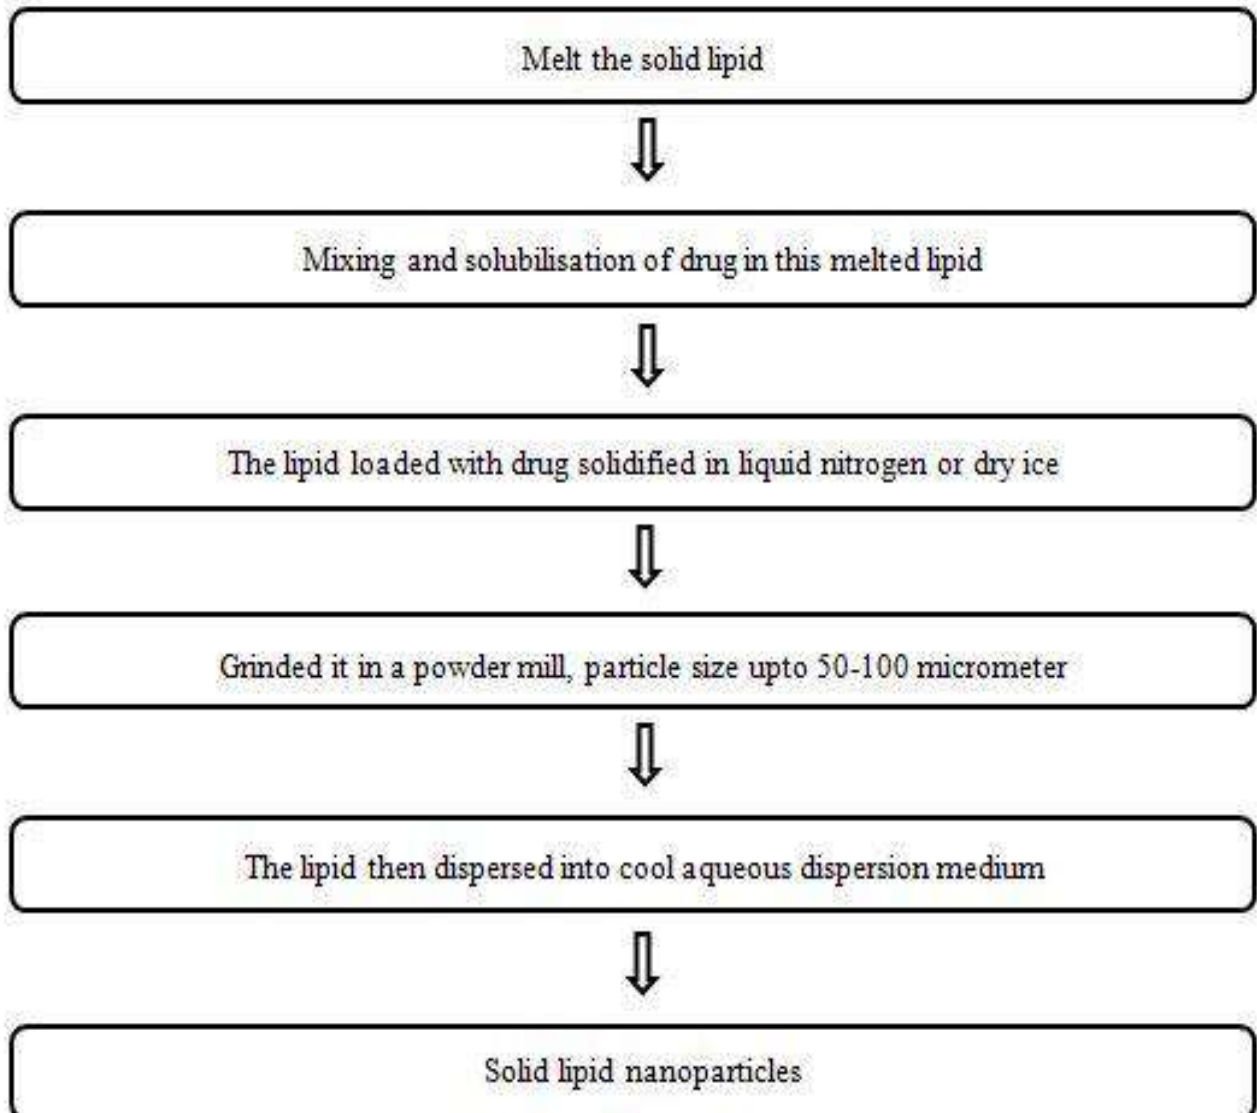 Melt the solid lipid
Mixing and solubilisation of drug in this melted lipid
The lipid loaded with drug solidified in liquid nitrogen or dry ice
Grinded it in a powder mill, particle size upto 50-100 micrometer
The lipid then dispersed into cool aqueous dispersion medium
Solid lipid nanoparticles